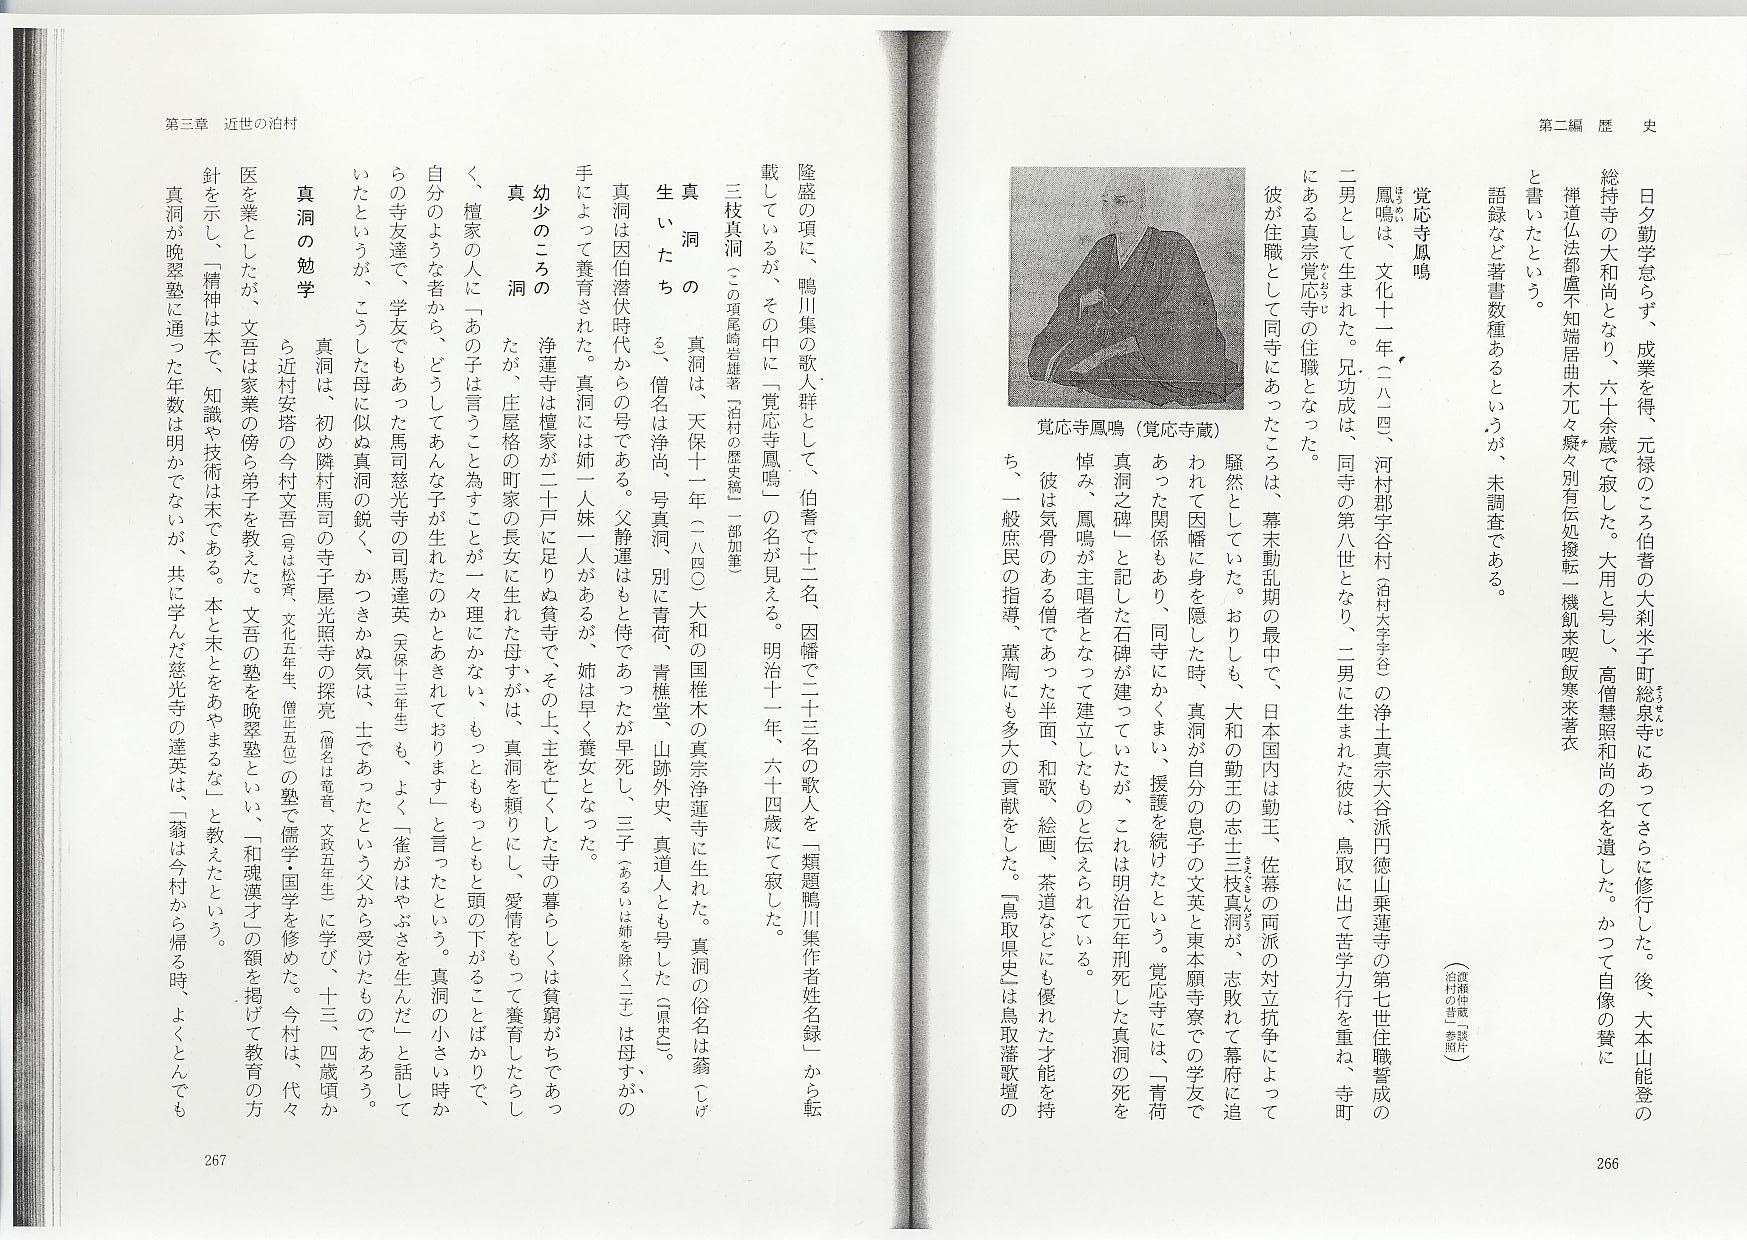 第二編　歴　　史
　日夕勤学怠らず、成業を得、元禄のころ伯耆の大刹米子町総泉寺にあってさらに修行した。後、大本山能登の
総持寺の大和尚となり、六十余歳で寂した。大用と号し、高僧慧照和尚の名を遺した。かつて自像の賛に
　禅道仏法都盧不知端居曲木兀々癡々別有伝処撥転一機飢来喫飯寒来著衣
と書いたという。
　語録など著書数種あるというが、未調査である。
（渡瀬仲蔵「談片
泊村の昔」参照）
覚応寺鳳鳴
　鳳鳴は、文化十一年（一八一四）、河村郡宇谷村（泊村大字宇谷）の浄土真宗大谷派円徳山乗蓮寺の第七世住職誓成の
二男として生まれた。兄功成は、同寺の第八世となり、二男に生まれた彼は、鳥取に出て苦学力行を重ね、寺町
にある真宗覚応寺の住職となった。
　彼が住職として同寺にあったころは、幕末動乱期の最中で、日本国内は勤王、佐幕の両派の対立抗争によって
騒然としていた。おりしも、大和の勤王の志士三枝真洞が、志敗れて幕府に追
われて因幡に身を隠した時、真洞が自分の息子の文英と東本願寺寮での学友で
あった関係もあり、同寺にかくまい、援護を続けたという。覚応寺には、「青荷
真洞之碑」と記した石碑が建っていたが、これは明治元年刑死した真洞の死を
悼み、鳳鳴が主唱者となって建立したものと伝えられている。
　彼は気骨のある僧であった半面、和歌、絵画、茶道などにも優れた才能を持
ち、一般庶民の指導、薫陶にも多大の貢献をした。『鳥取県史』は鳥取藩歌壇の
覚応寺鳳鳴（覚応寺蔵）
266
第三章　近世の泊村
隆盛の項に、鴨川集の歌人群として、伯耆で十二名、因幡で二十三名の歌人を「類題鴨川集作者姓名録」から転
載しているが、その中に「覚応寺鳳鳴」の名が見える。明治十一年、六十四歳にて寂した。
三枝真洞（この項尾崎岩雄著『泊村の歴史稿』一部加筆）
真洞の
生いたち
　真洞は、天保十一年（一八四〇）大和の国椎木の真宗浄蓮寺に生れた。真洞の俗名は蓊（しげ
る）、僧名は浄尚、号真洞、別に青荷、青樵堂、山跡外史、真道人とも号した（『県史』）。
　真洞は因伯潜伏時代からの号である。父静運はもと侍であったが早死し、三子（あるいは姉を除く二子）は母すがの
手によって養育された。真洞には姉一人妹一人があるが、姉は早く養女となった。
幼少のころの
真　　　　洞
　浄蓮寺は檀家が二十戸に足りぬ貧寺で、その上、主を亡くした寺の暮らしくは貧窮がちであっ
たが、庄屋格の町家の長女に生れた母すがは、真洞を頼りにし、愛情をもって養育したらし
く、檀家の人に「あの子は言うこと為すことが一々理にかない、もっとももっともと頭の下がることばかりで、
自分のような者から、どうしてあんな子が生れたのかとあきれております」と言ったという。真洞の小さい時か
らの寺友達で、学友でもあった馬司慈光寺の司馬達英（天保十三年生）も、よく「雀がはやぶさを生んだ」と話して
いたというが、こうした母に似ぬ真洞の鋭く、かつきかぬ気は、士であったという父から受けたものであろう。
真洞の勉学
　真洞は、初め隣村馬司の寺子屋光照寺の探亮（僧名は竜音、文政五年生）に学び、十三、四歳頃か
ら近村安塔の今村文吾（号は松斉、文化五年生、僧正五位）の塾で儒学・国学を修めた。今村は、代々
医を業としたが、文吾は家業の傍ら弟子を教えた。文吾の塾を晩翠塾といい、「和魂漢才」の額を掲げて教育の方
針を示し、「精神は本で、知識や技術は末である。本と末とをあやまるな」と教えたという。
　真洞が晩翠塾に通った年数は明かでないが、共に学んだ慈光寺の達英は、「蓊は今村から帰る時、よくとんでも
267